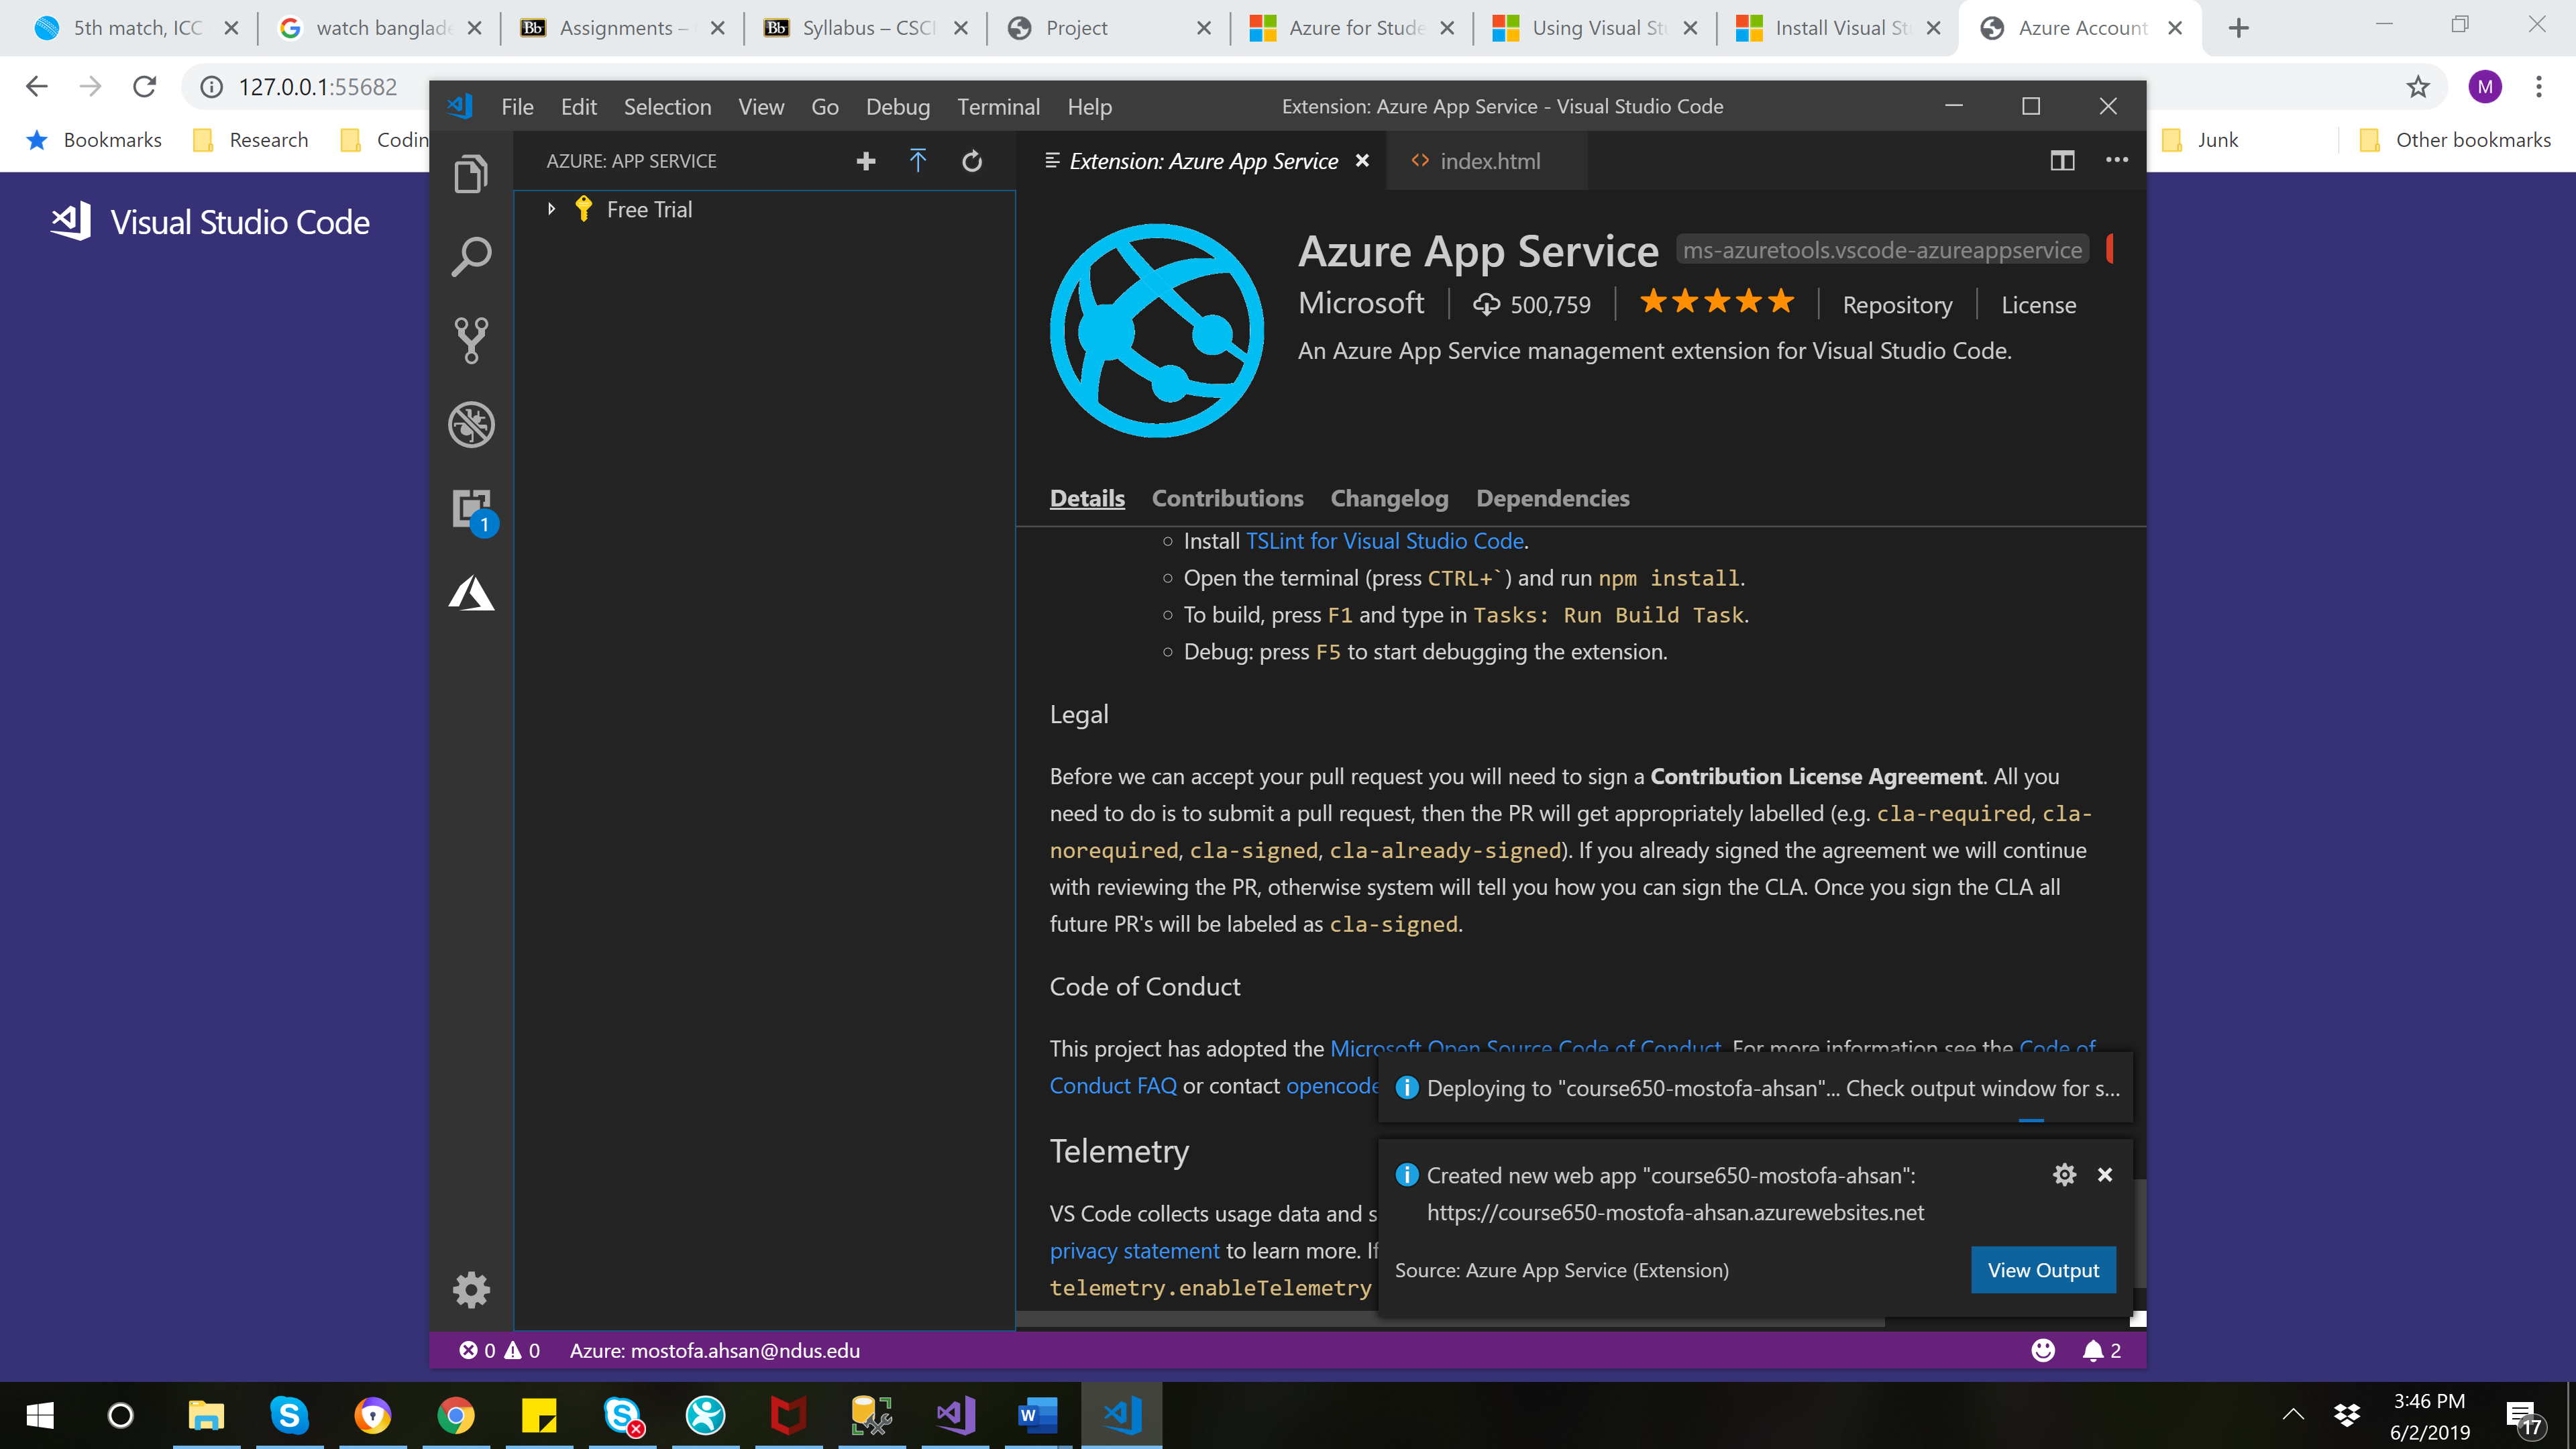 5th match, ICC
watch banglade
Bb Assignments –
Bb Syllabus – CSCI
Project
Azure for Stude
Using Visual Stu
Install Visual Stu
Azure Account
127.0.0.1:55682
M
Bookmarks
Research
Codin
Junk
Other bookmarks
Visual Studio Code
File Edit Selection View Go Debug Terminal Help
Extension: Azure App Service - Visual Studio Code
AZURE: APP SERVICE
Extension: Azure App Service
index.html
Free Trial
1
Azure App Service ms-azuretools.vscode-azureappservice
Microsoft 500,759 Repository License
An Azure App Service management extension for Visual Studio Code.
Details Contributions Changelog Dependencies
Install TSLint for Visual Studio Code.
Open the terminal (press CTRL+`) and run npm install.
To build, press F1 and type in Tasks: Run Build Task.
Debug: press F5 to start debugging the extension.
Legal
Before we can accept your pull request you will need to sign a Contribution License Agreement. All you
need to do is to submit a pull request, then the PR will get appropriately labelled (e.g. cla-required, cla-
norequired, cla-signed, cla-already-signed). If you already signed the agreement we will continue
with reviewing the PR, otherwise system will tell you how you can sign the CLA. Once you sign the CLA all
future PR's will be labeled as cla-signed.
Code of Conduct
This project has adopted the Microsoft Open Source Code of Conduct. For more information see the Code of
Conduct FAQ or contact opencode
Telemetry
VS Code collects usage data and s
privacy statement to learn more. If
telemetry.enableTelemetry
Deploying to "course650-mostofa-ahsan"... Check output window for s...
Created new web app "course650-mostofa-ahsan":
https://course650-mostofa-ahsan.azurewebsites.net
Source: Azure App Service (Extension)
View Output
0 0 Azure: mostofa.ahsan@ndus.edu
2
3:46 PM
6/2/2019
17